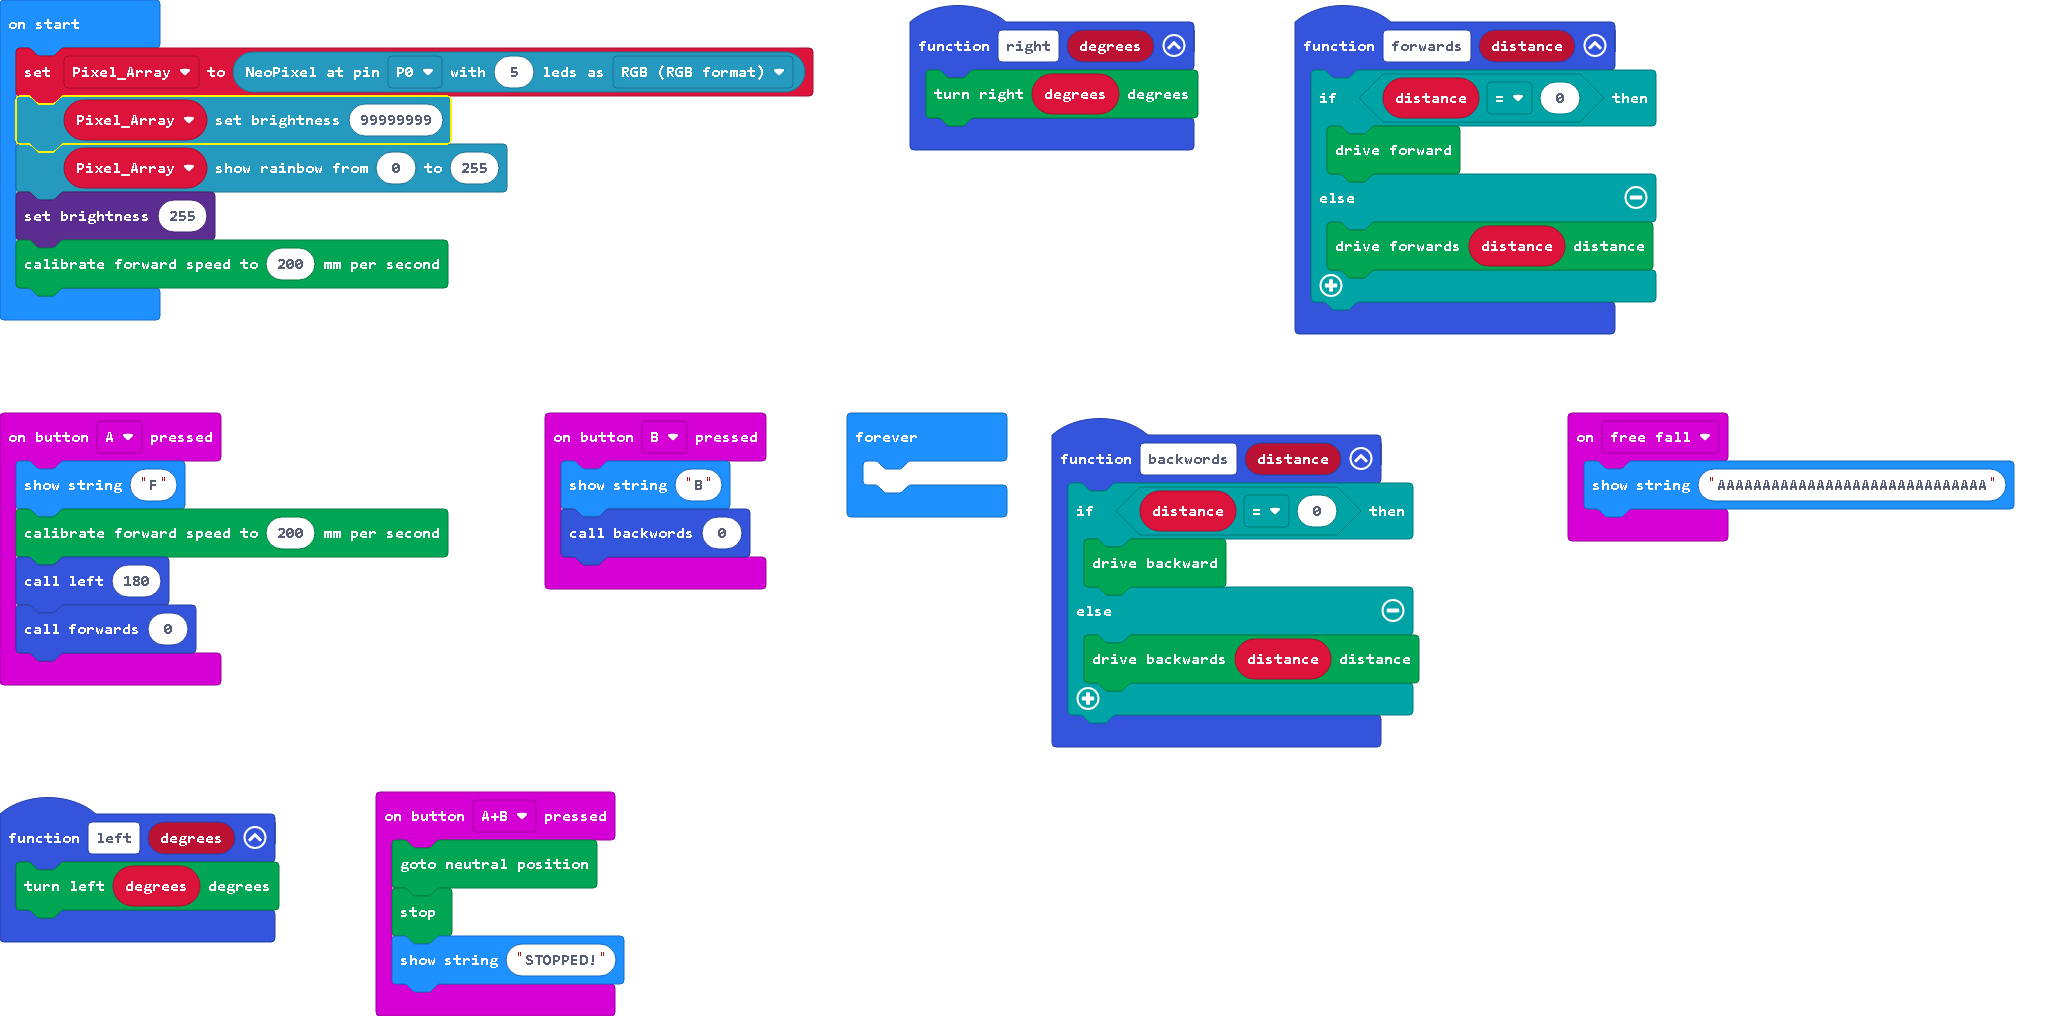 on start
set Pixel_Array to NeoPixel at pin P0 with 5 leds as RGB (RGB format)
Pixel_Array set brightness 99999999
Pixel_Array show rainbow from 0 to 255
set brightness 255
calibrate forward speed to 200 mm per second
function right degrees
turn right degrees degrees
function forwards distance
if distance = 0 then
drive forward
else
drive forwards distance distance
on button A pressed
show string "F"
calibrate forward speed to 200 mm per second
call left 180
call forwards 0
on button B pressed
show string "B"
call backwords 0
forever
function backwords distance
if distance = 0 then
drive backward
else
drive backwards distance distance
on free fall
show string "AAAAAAAAAAAAAAAAAAAAAAAAAAAAAA"
function left degrees
turn left degrees degrees
on button A+B pressed
goto neutral position
stop
show string "STOPPED!"